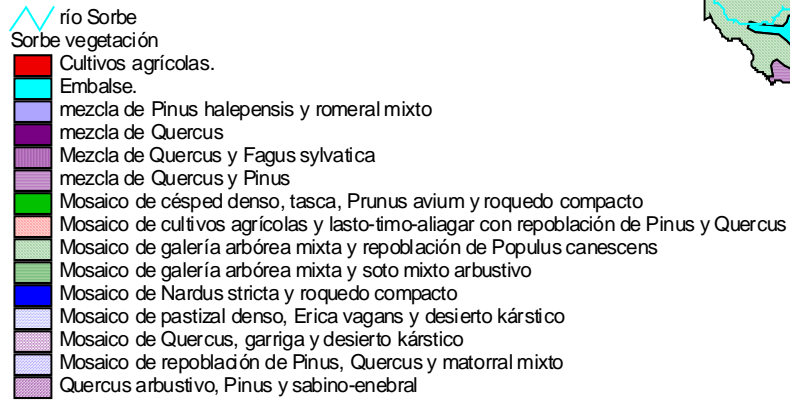 río Sorbe
Sorbe vegetación
Cultivos agrícolas.
Embalse.
mezcla de Pinus halepensis y romeral mixto
mezcla de Quercus
Mezcla de Quercus y Fagus sylvatica
mezcla de Quercus y Pinus
Mosaico de césped denso, tasca, Prunus avium y roquedo compacto
Mosaico de cultivos agrícolas y lasto-timo-aliagar con repoblación de Pinus y Quercus
Mosaico de galería arbórea mixta y repoblación de Populus canescens
Mosaico de galería arbórea mixta y soto mixto arbustivo
Mosaico de Nardus stricta y roquedo compacto
Mosaico de pastizal denso, Erica vagans y desierto kárstico
Mosaico de Quercus, garriga y desierto kárstico
Mosaico de repoblación de Pinus, Quercus y matorral mixto
Quercus arbustivo, Pinus y sabino-enebral